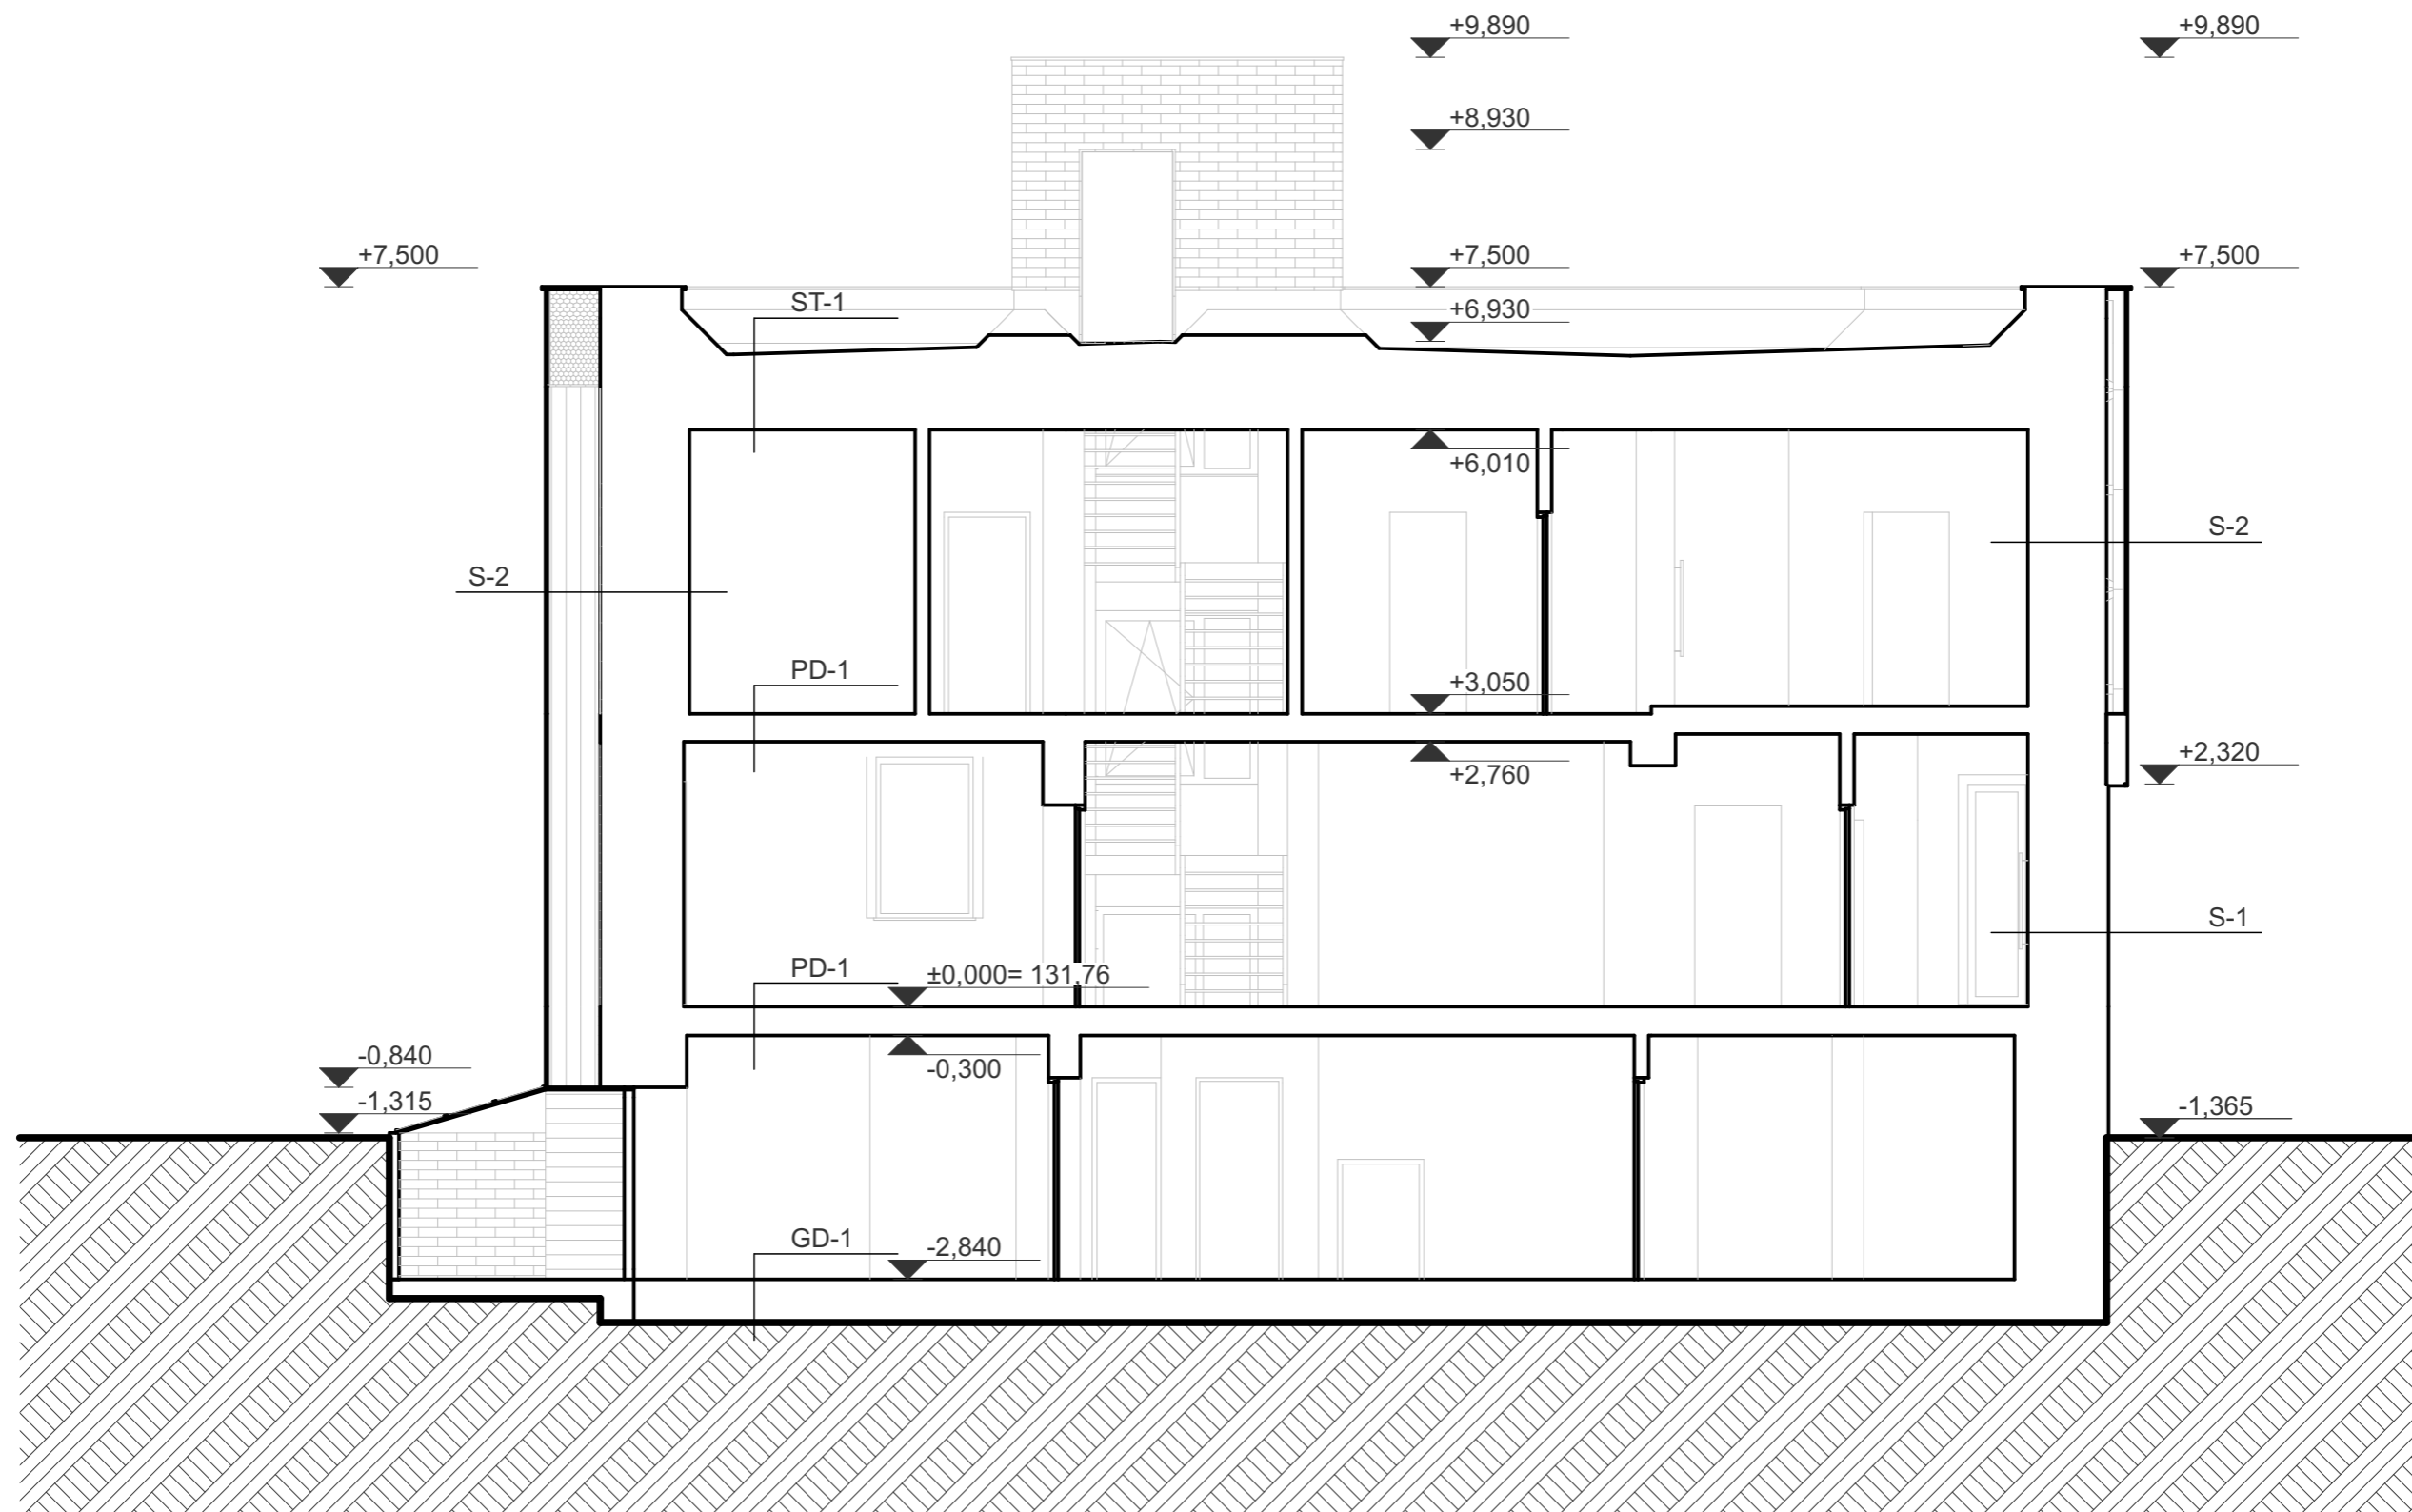 +9,890
+9,890
+8,930
+7,500
+7,500
+7,500
ST-1
+6,930
+6,010
S-2
S-2
PD-1
+3,050
+2,320
+2,760
S-1
PD-1
±0,000= 131,76
-0,840
-0,300
-1,315
-1,365
GD-1
-2,840